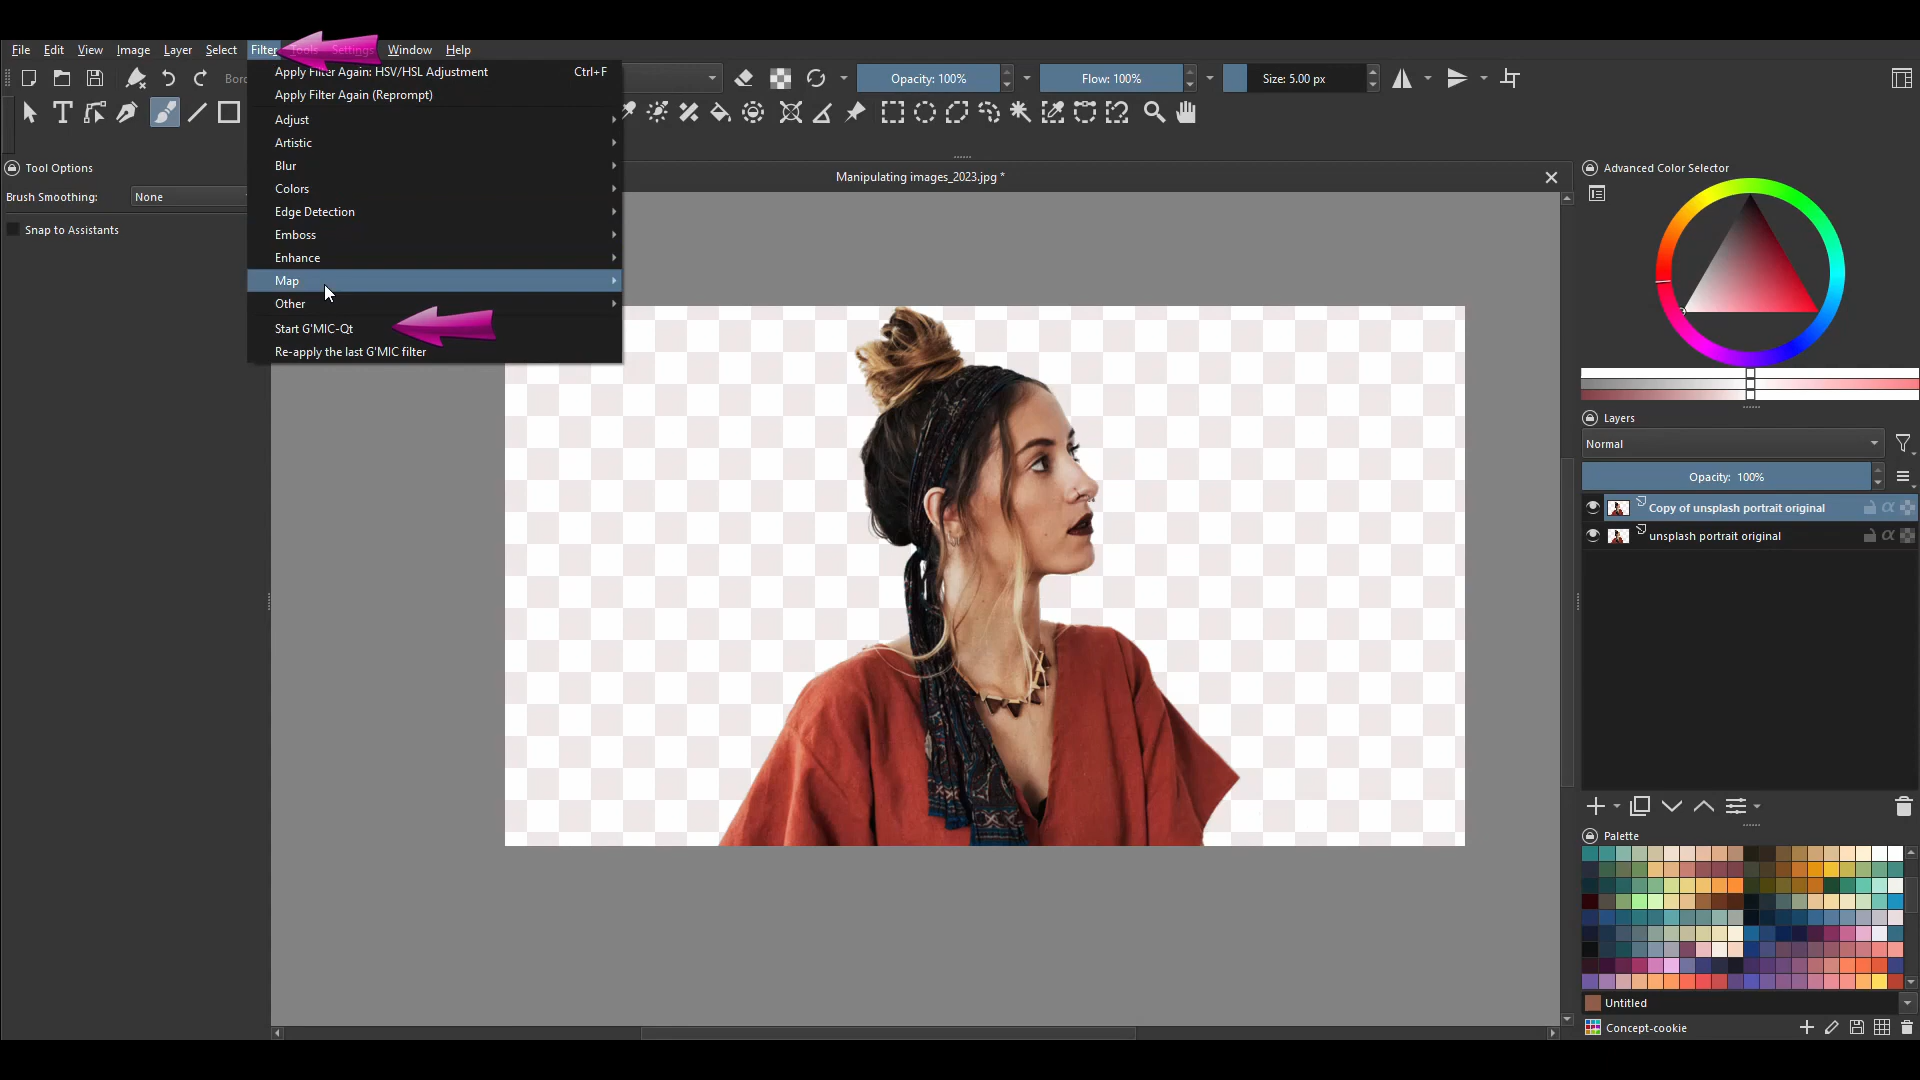 File Edit View Image Layer Select Filter Tools Settings Window Help
Apply Filter Again: HSV/HSL Adjustment Ctrl+F
Apply Filter Again (Reprompt)
Adjust
Artistic
Blur
Colors
Edge Detection
Emboss
Enhance
Map
Other
Start G'MIC-Qt
Re-apply the last G'MIC filter
Opacity: 100%
Flow: 100%
Size: 5.00 px
Tool Options
Brush Smoothing: None
Snap to Assistants
Manipulating images_2023.jpg *
Advanced Color Selector
Layers
Normal
Opacity: 100%
Copy of unsplash portrait original
unsplash portrait original
Palette
Untitled
Concept-cookie